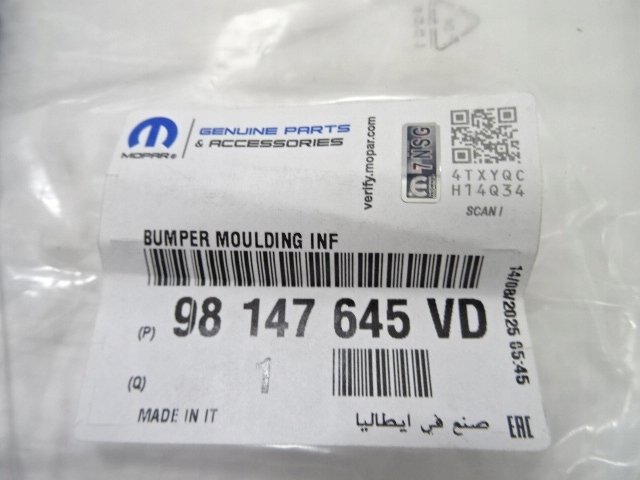 MOPAR®
GENUINE PARTS
& ACCESSORIES
verify.mopar.com
7NSG
4TXYQC
H14Q34
SCAN!
BUMPER MOULDING INF
(P) 98 147 645 VD
14/08/2025 05:45
(Q) 1
MADE IN IT
صنع في ايطاليا
EAC